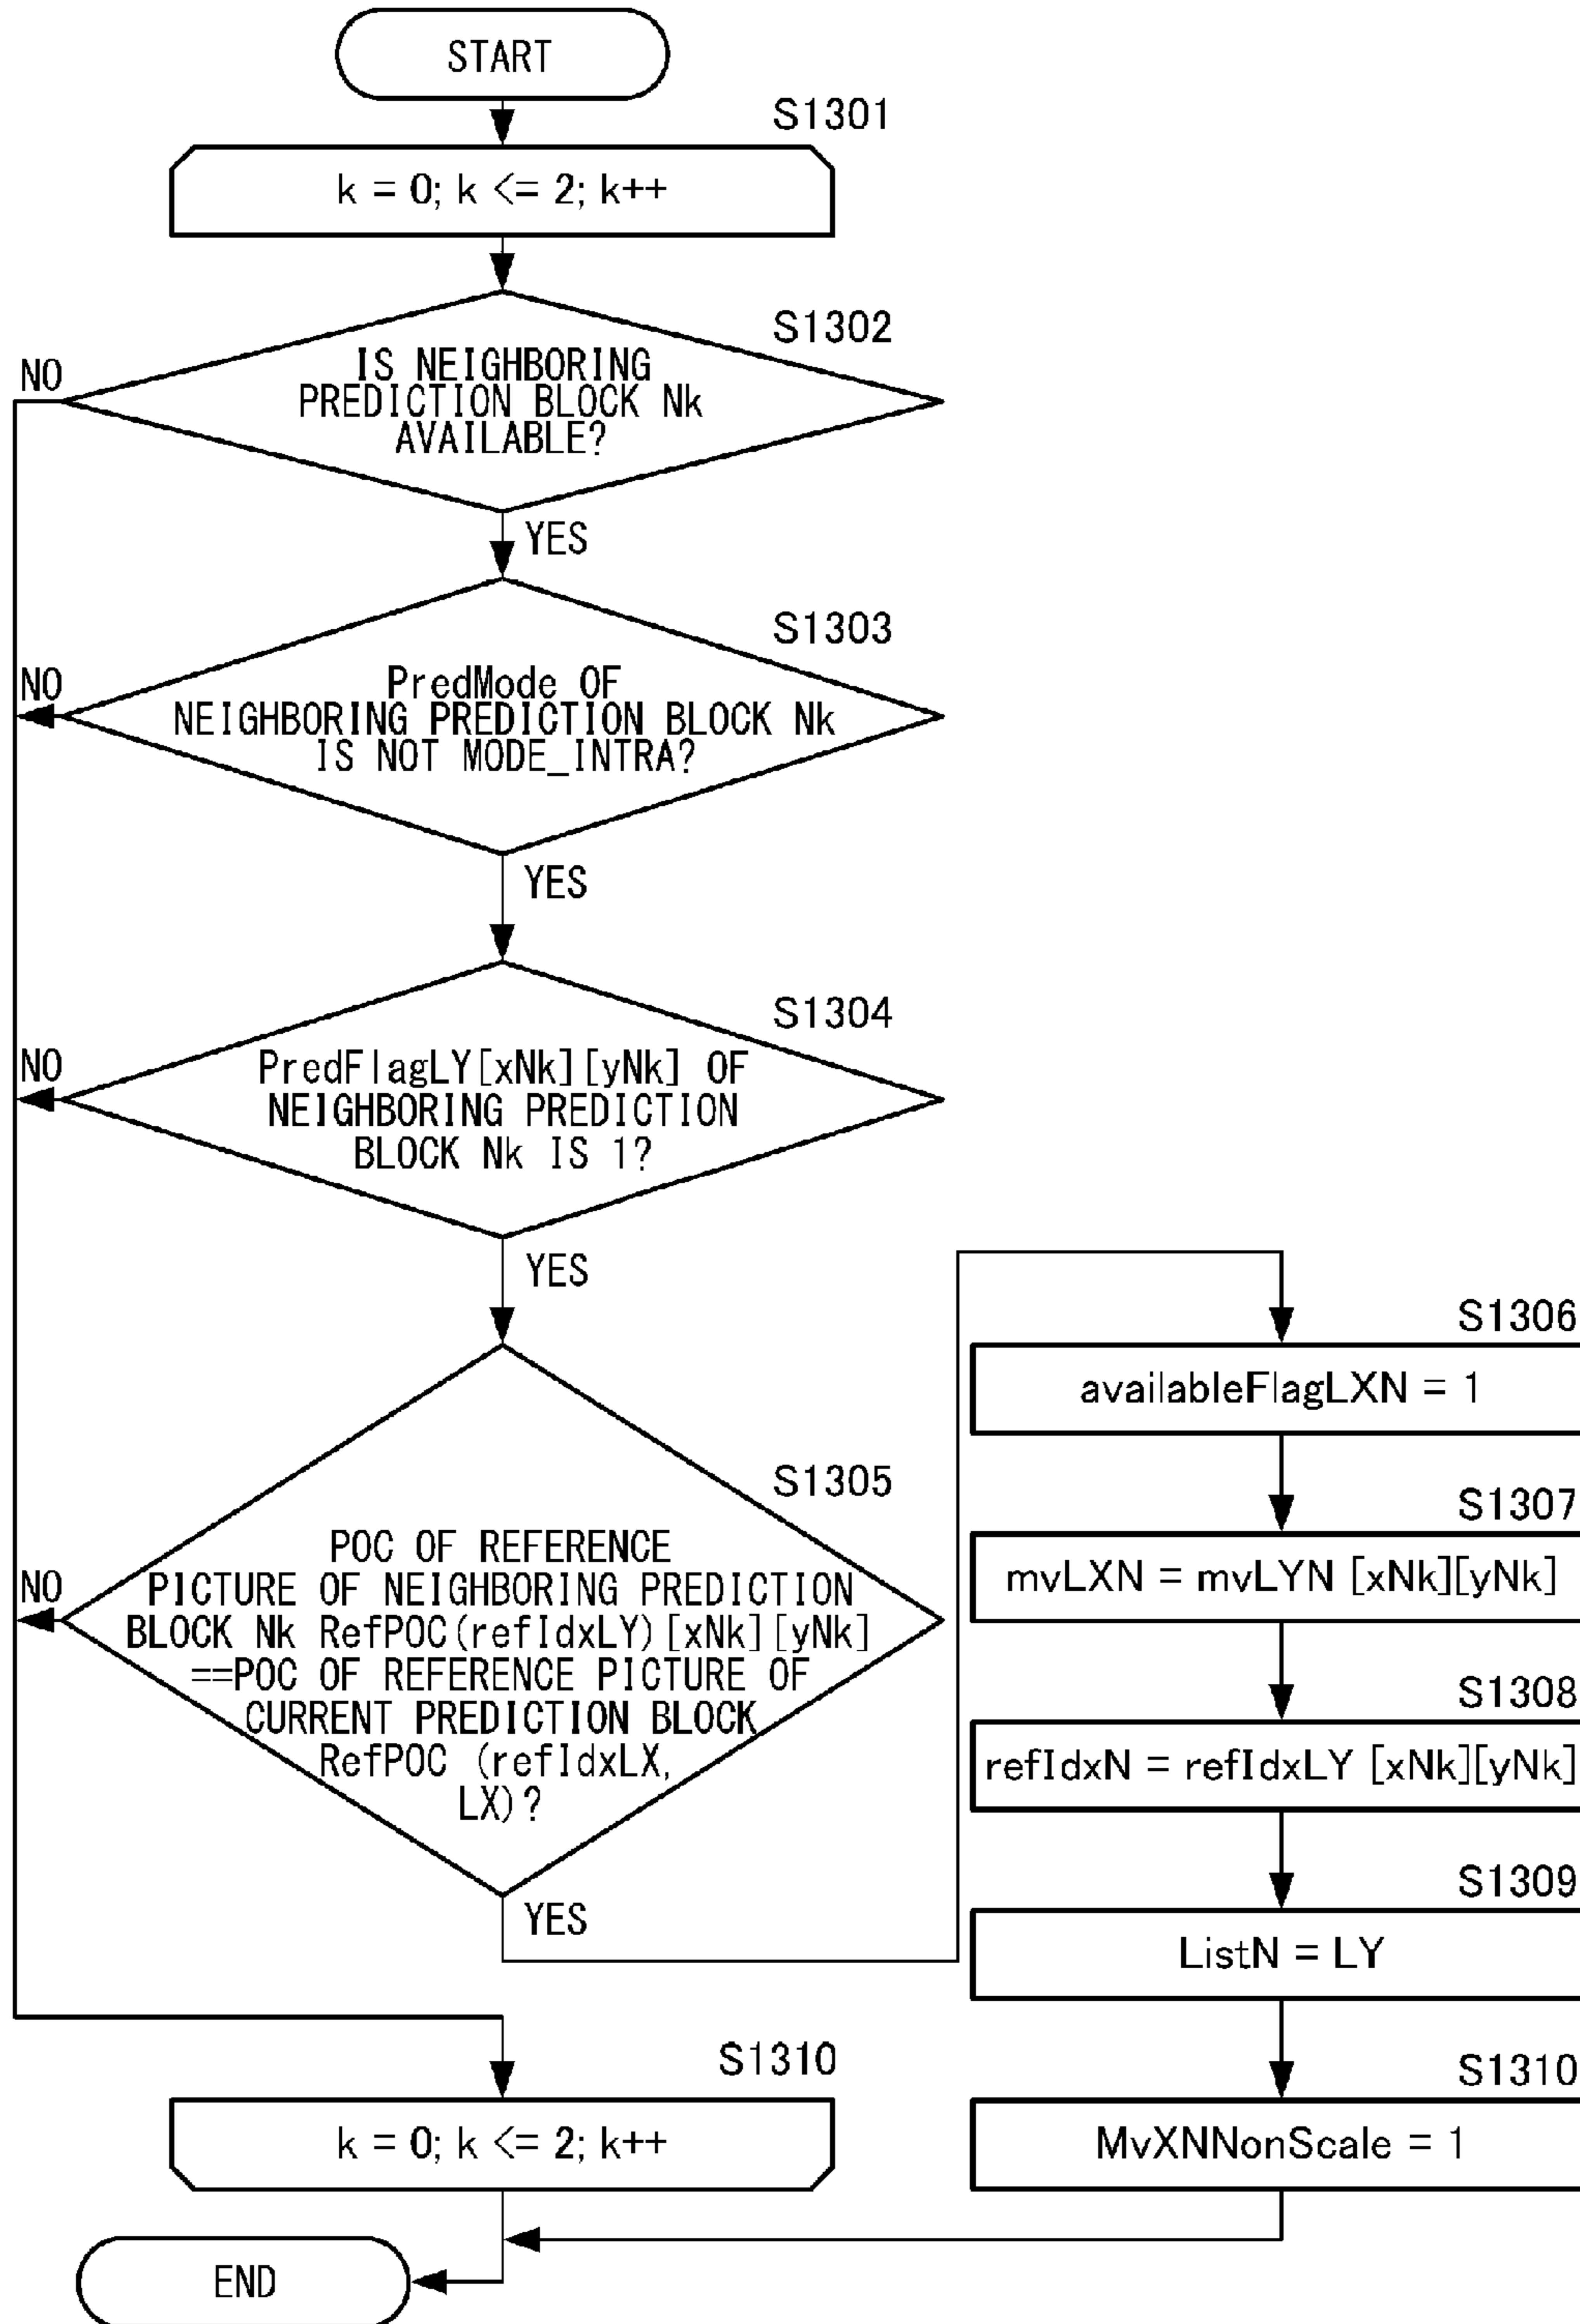 START
S1301
k = 0; k <= 2; k++
S1302
IS NEIGHBORING
PREDICTION BLOCK Nk
AVAILABLE?
NO
YES
S1303
PredMode OF
NEIGHBORING PREDICTION BLOCK Nk
IS NOT MODE_INTRA?
NO
YES
S1304
PredFlagLY[xNk][yNk] OF
NEIGHBORING PREDICTION
BLOCK Nk IS 1?
NO
YES
S1305
POC OF REFERENCE
PICTURE OF NEIGHBORING PREDICTION
BLOCK Nk RefPOC(refIdxLY)[xNk][yNk]
==POC OF REFERENCE PICTURE OF
CURRENT PREDICTION BLOCK
RefPOC (refIdxLX,
LX)?
NO
YES
S1306
availableFlagLXN = 1
S1307
mvLXN = mvLYN [xNk][yNk]
S1308
refIdxN = refIdxLY [xNk][yNk]
S1309
ListN = LY
S1310
MvXNNonScale = 1
S1310
k = 0; k <= 2; k++
END